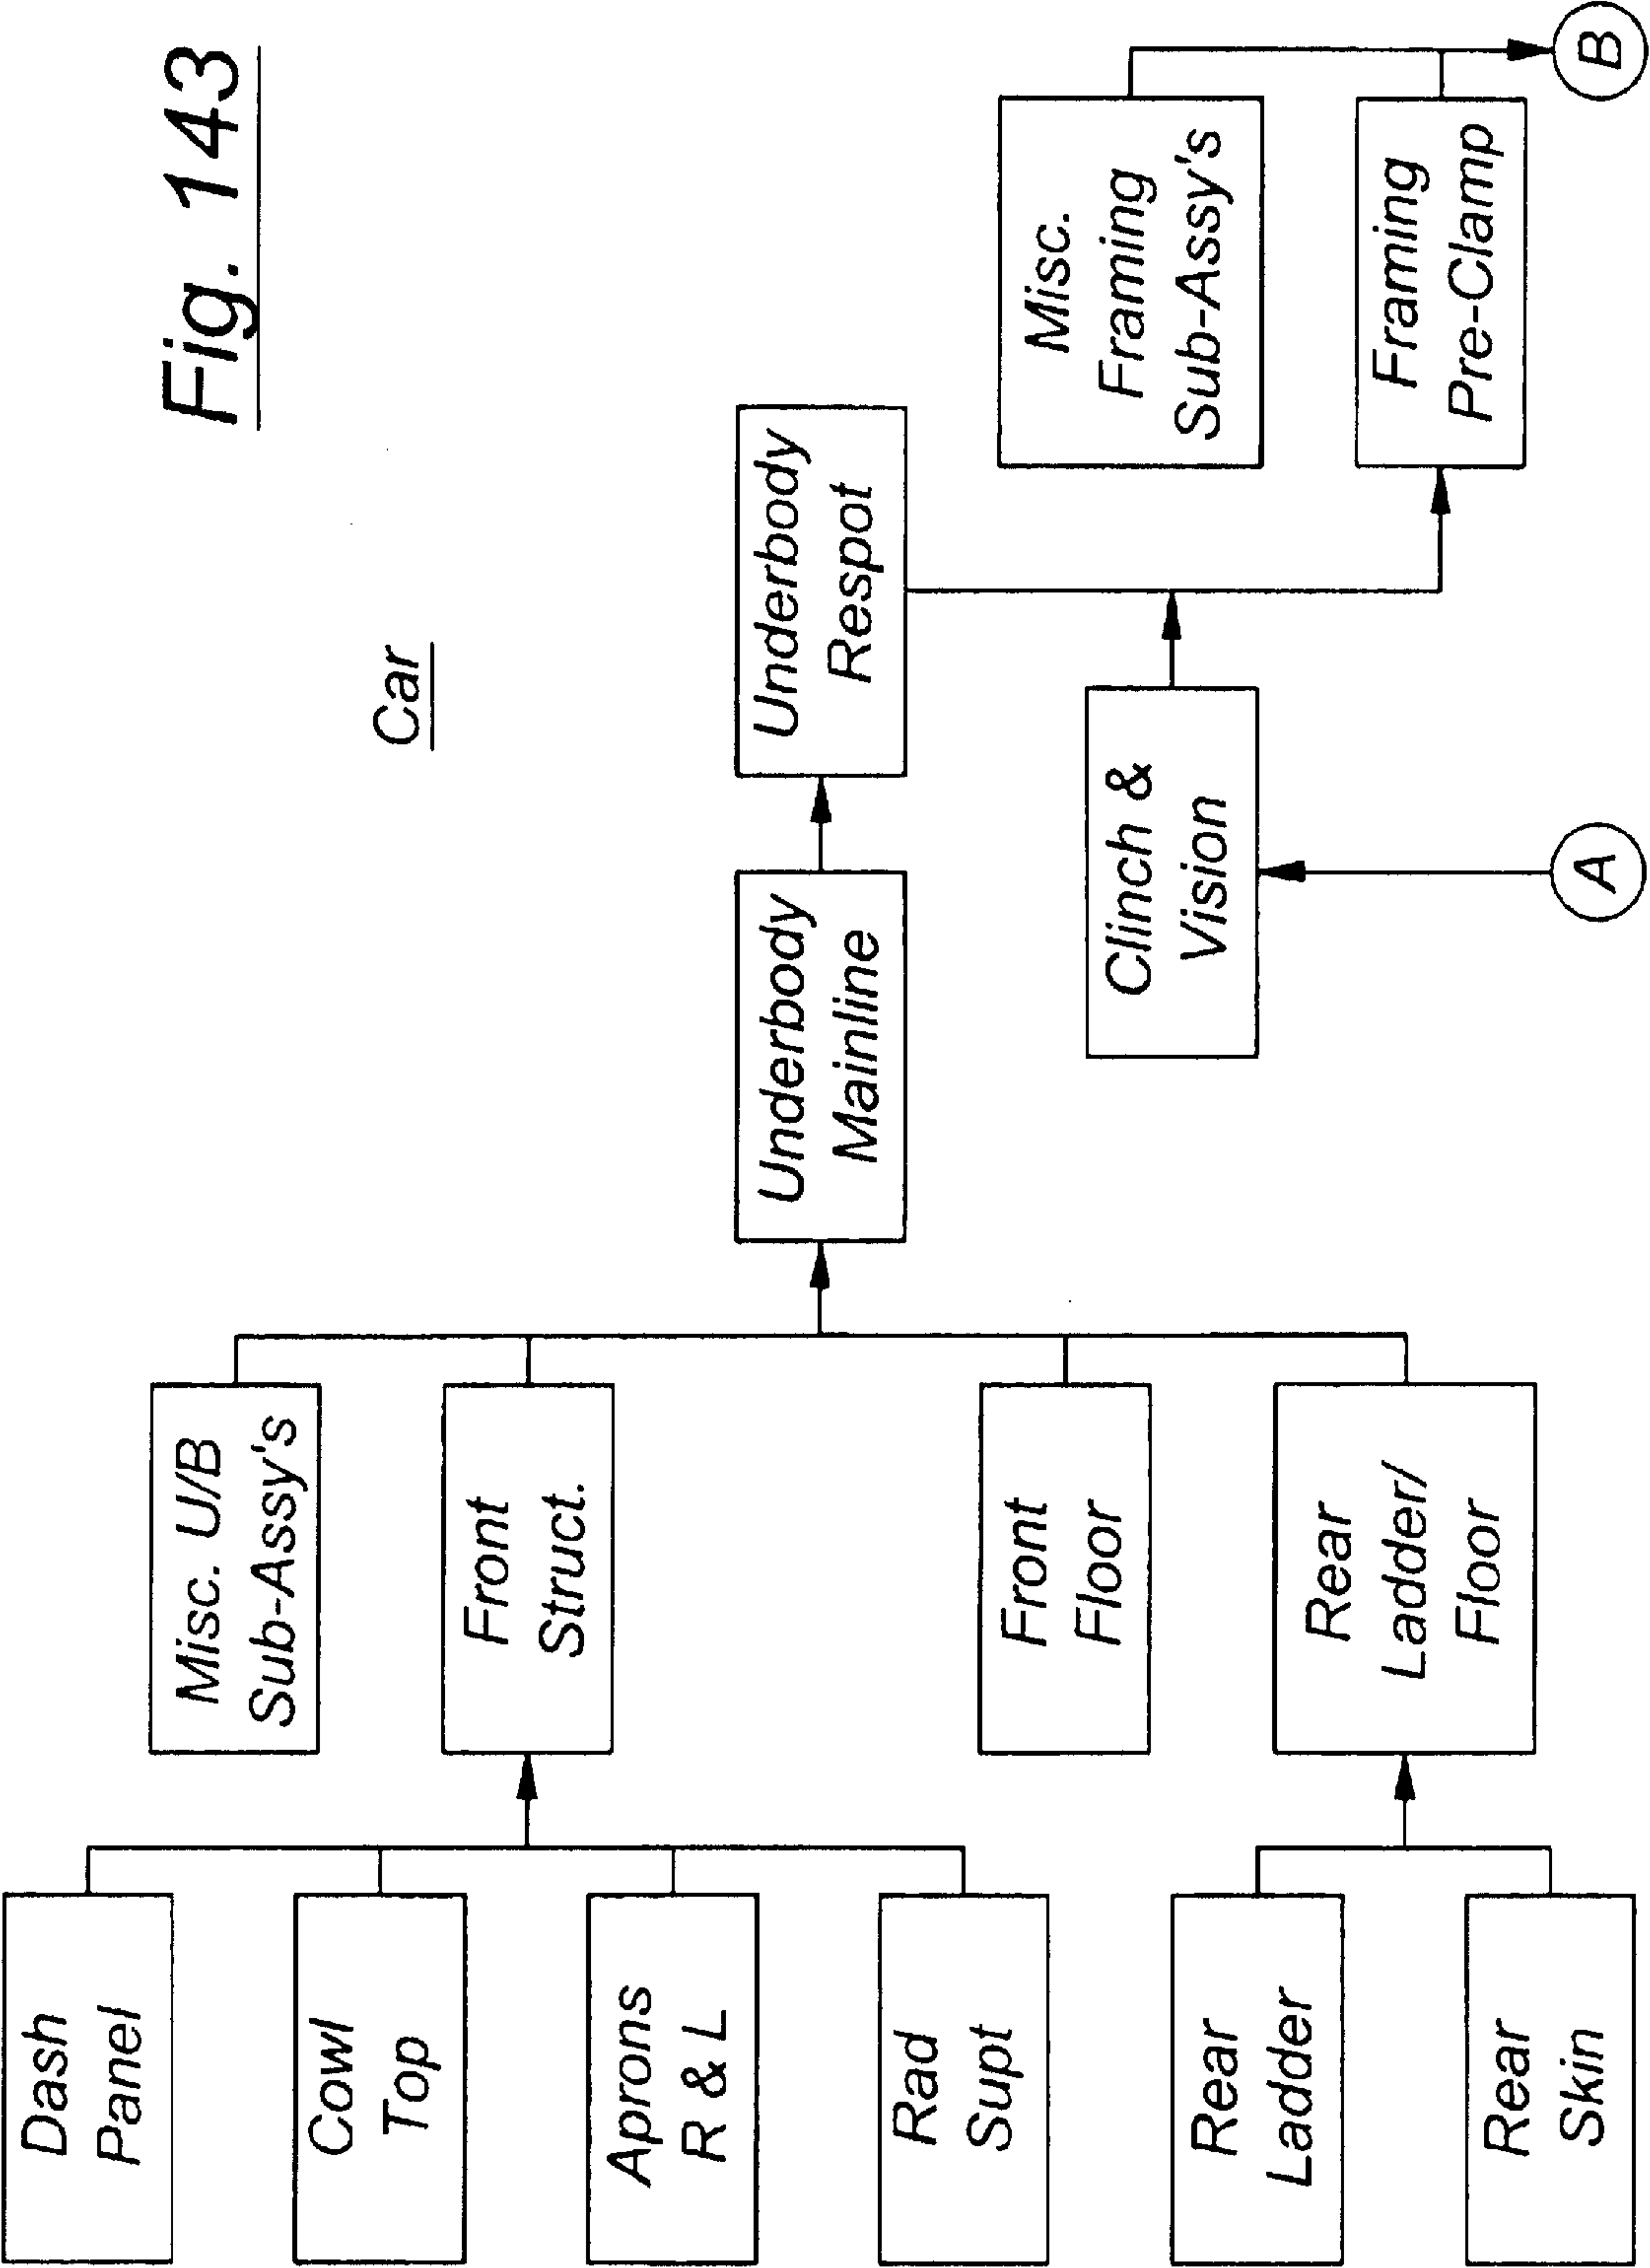 Fig. 143
Car
Dash
Panel
Cowl
Top
Aprons
R & L
Rad
Supt
Rear
Ladder
Rear
Skin
Misc. U/B
Sub-Assy's
Front
Struct.
Front
Floor
Rear
Ladder/
Floor
Underbody
Mainline
Underbody
Respot
Clinch &
Vision
A
Misc.
Framing
Sub-Assy's
Framing
Pre-Clamp
B